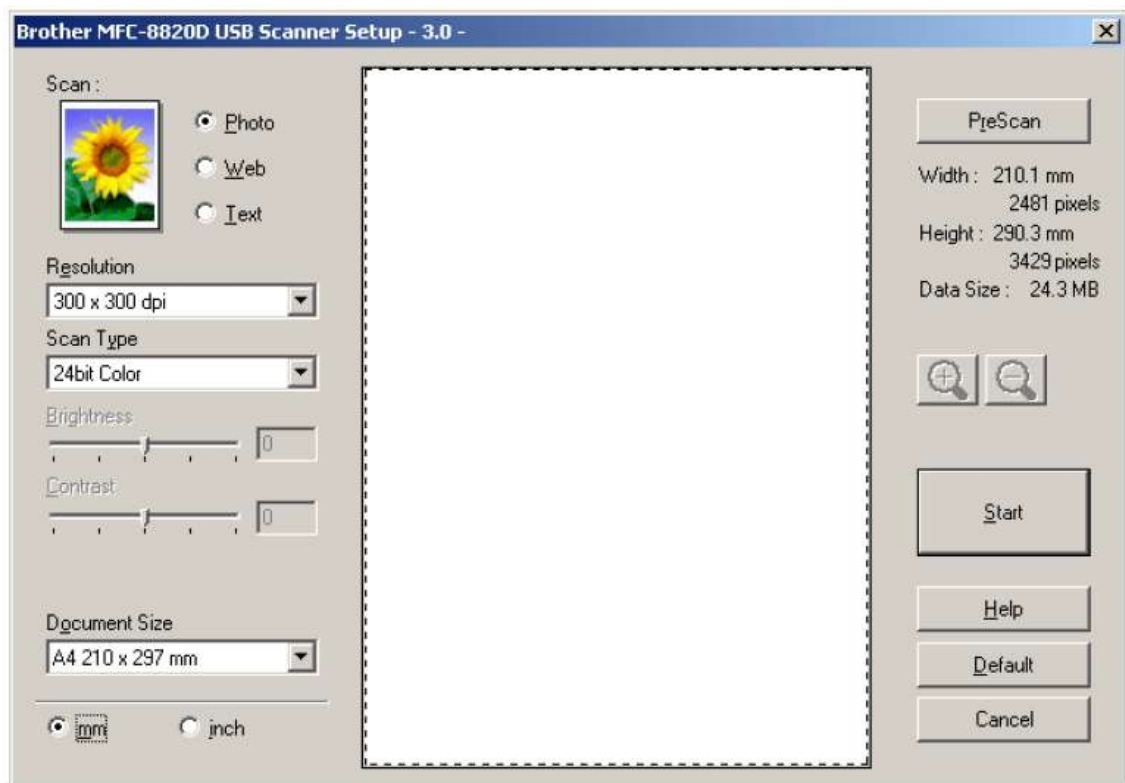 Brother MFC-8820D USB Scanner Setup - 3.0 -
Scan :
Photo
Web
Text
Resolution
300 x 300 dpi
Scan Type
24bit Color
Brightness
0
Contrast
0
Document Size
A4 210 x 297 mm
mm
inch
PreScan
Width : 210.1 mm
2481 pixels
Height : 290.3 mm
3429 pixels
Data Size : 24.3 MB
Start
Help
Default
Cancel